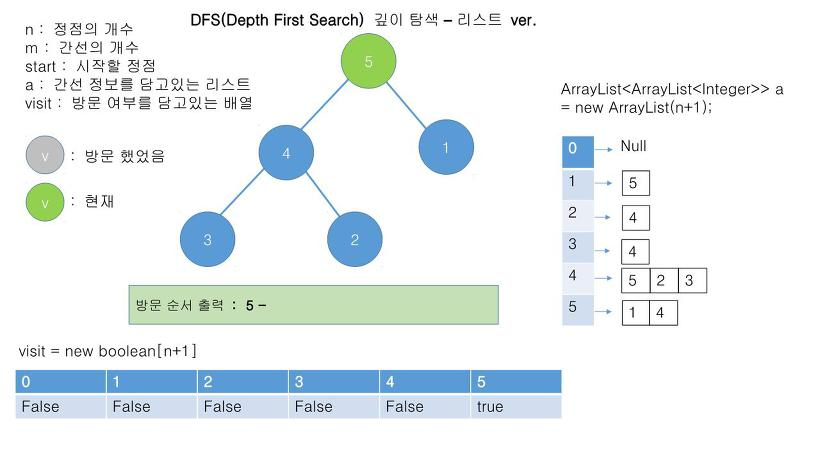 DFS(Depth First Search) 깊이 탐색 – 리스트 ver.
n : 정점의 개수
m : 간선의 개수
start : 시작할 정점
a : 간선 정보를 담고있는 리스트
visit : 방문 여부를 담고있는 배열
v : 방문 했었음
v : 현재
5
4
1
3
2
방문 순서 출력 : 5 –
ArrayList<ArrayList<Integer>> a
= new ArrayList(n+1);
0 Null
1 5
2 4
3 4
4 5 2 3
5 1 4
visit = new boolean[n+1]
0 1 2 3 4 5
False False False False False true